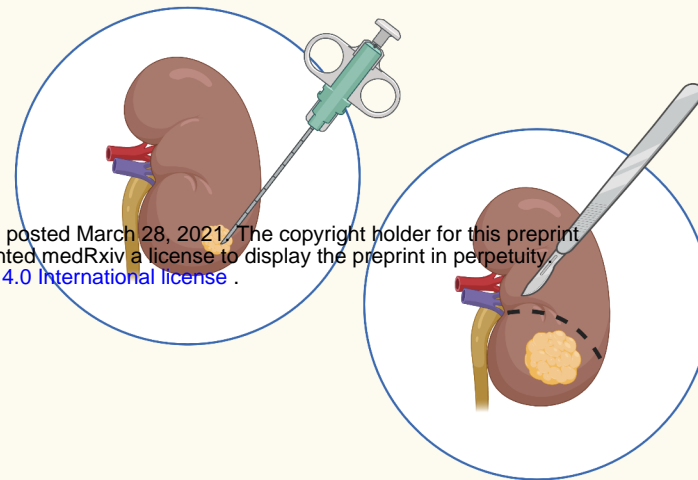 posted March 28, 2021. The copyright holder for this preprint
nted medRxiv a license to display the preprint in perpetuity.
4.0 International license .